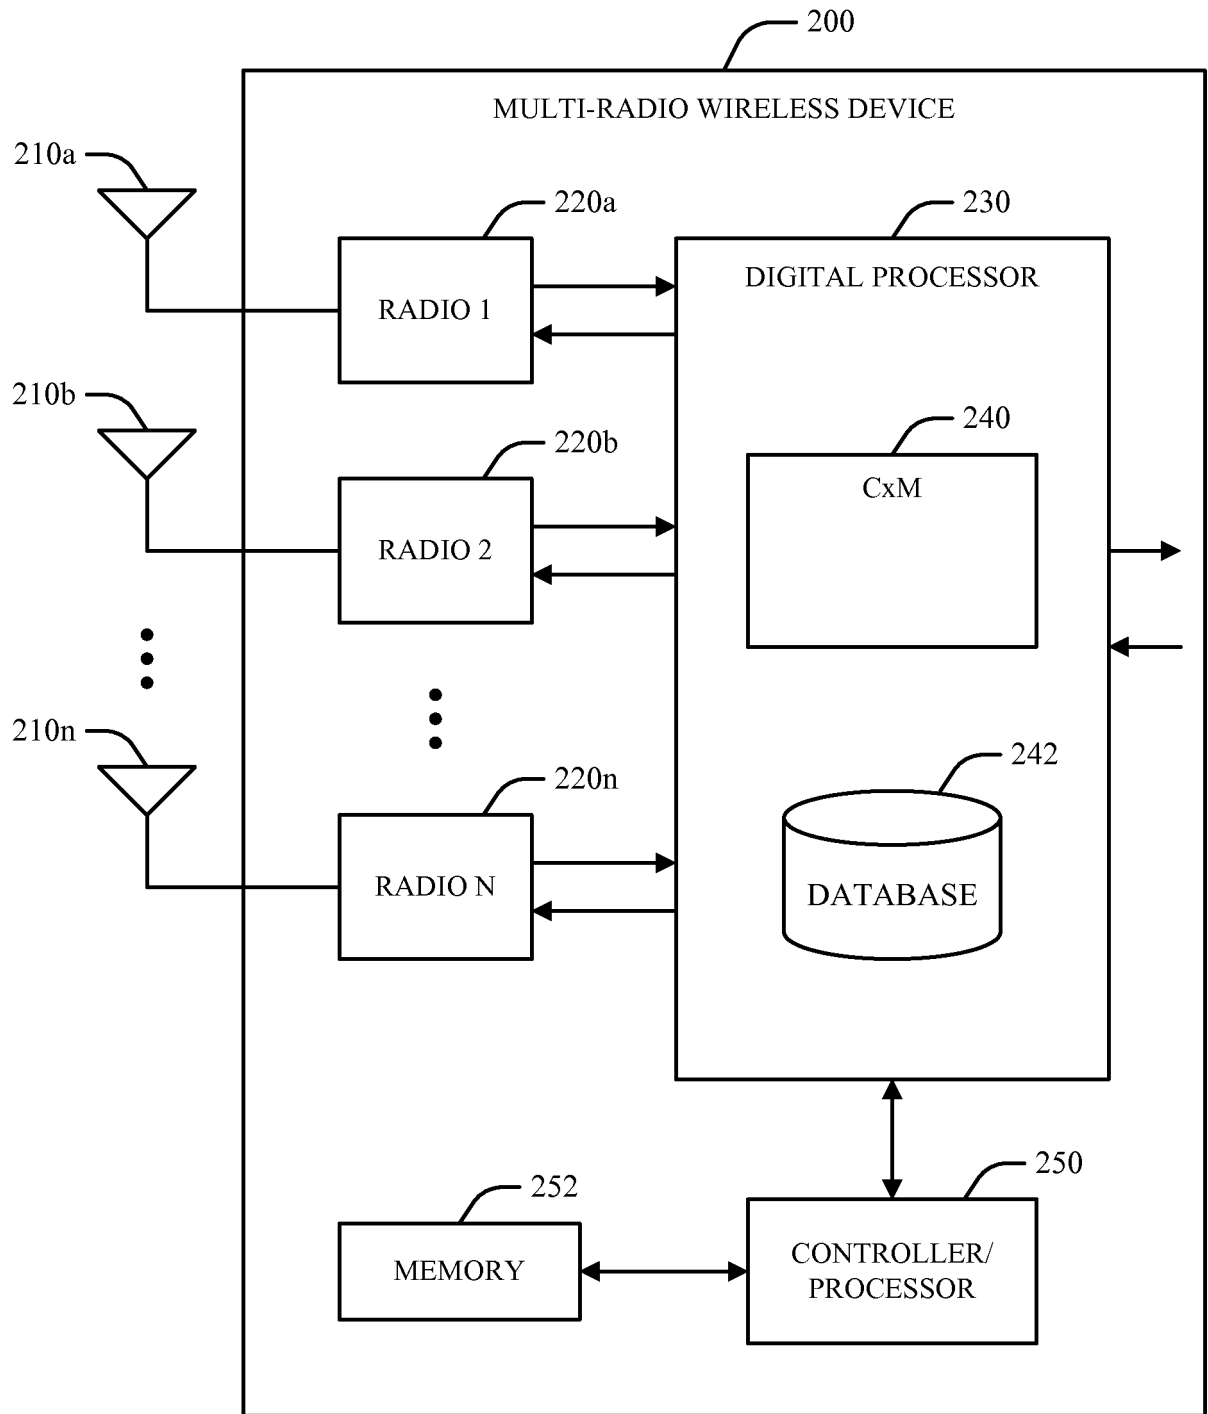 200
MULTI-RADIO WIRELESS DEVICE
210a
220a
230
RADIO 1
DIGITAL PROCESSOR
210b
220b
240
RADIO 2
CxM
210n
220n
242
RADIO N
DATABASE
252
250
MEMORY
CONTROLLER/
PROCESSOR